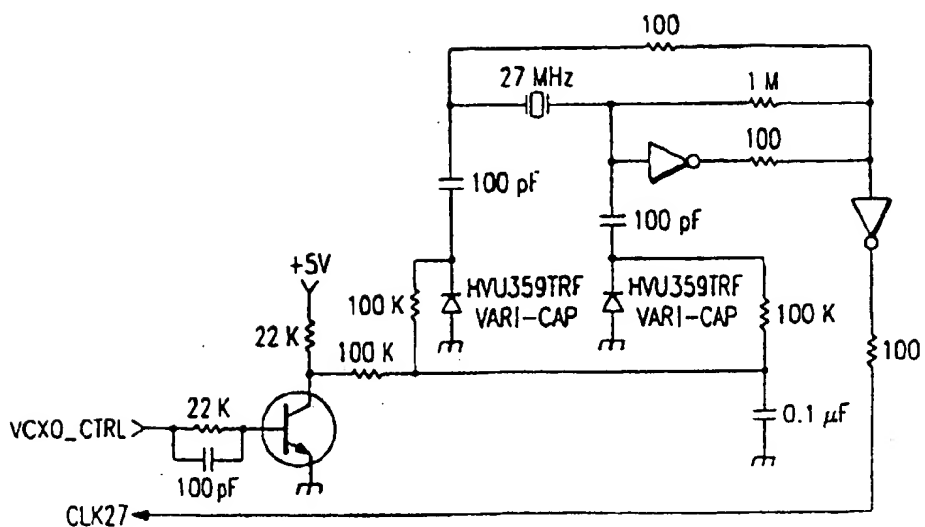 100
27 MHz
1 M
100
100 pF
100 pF
+5V
100 K
HVU359TRF
VARI-CAP
HVU359TRF
VARI-CAP
100 K
22 K
100 K
100
22 K
VCXO_CTRL
0.1 μF
100 pF
CLK27